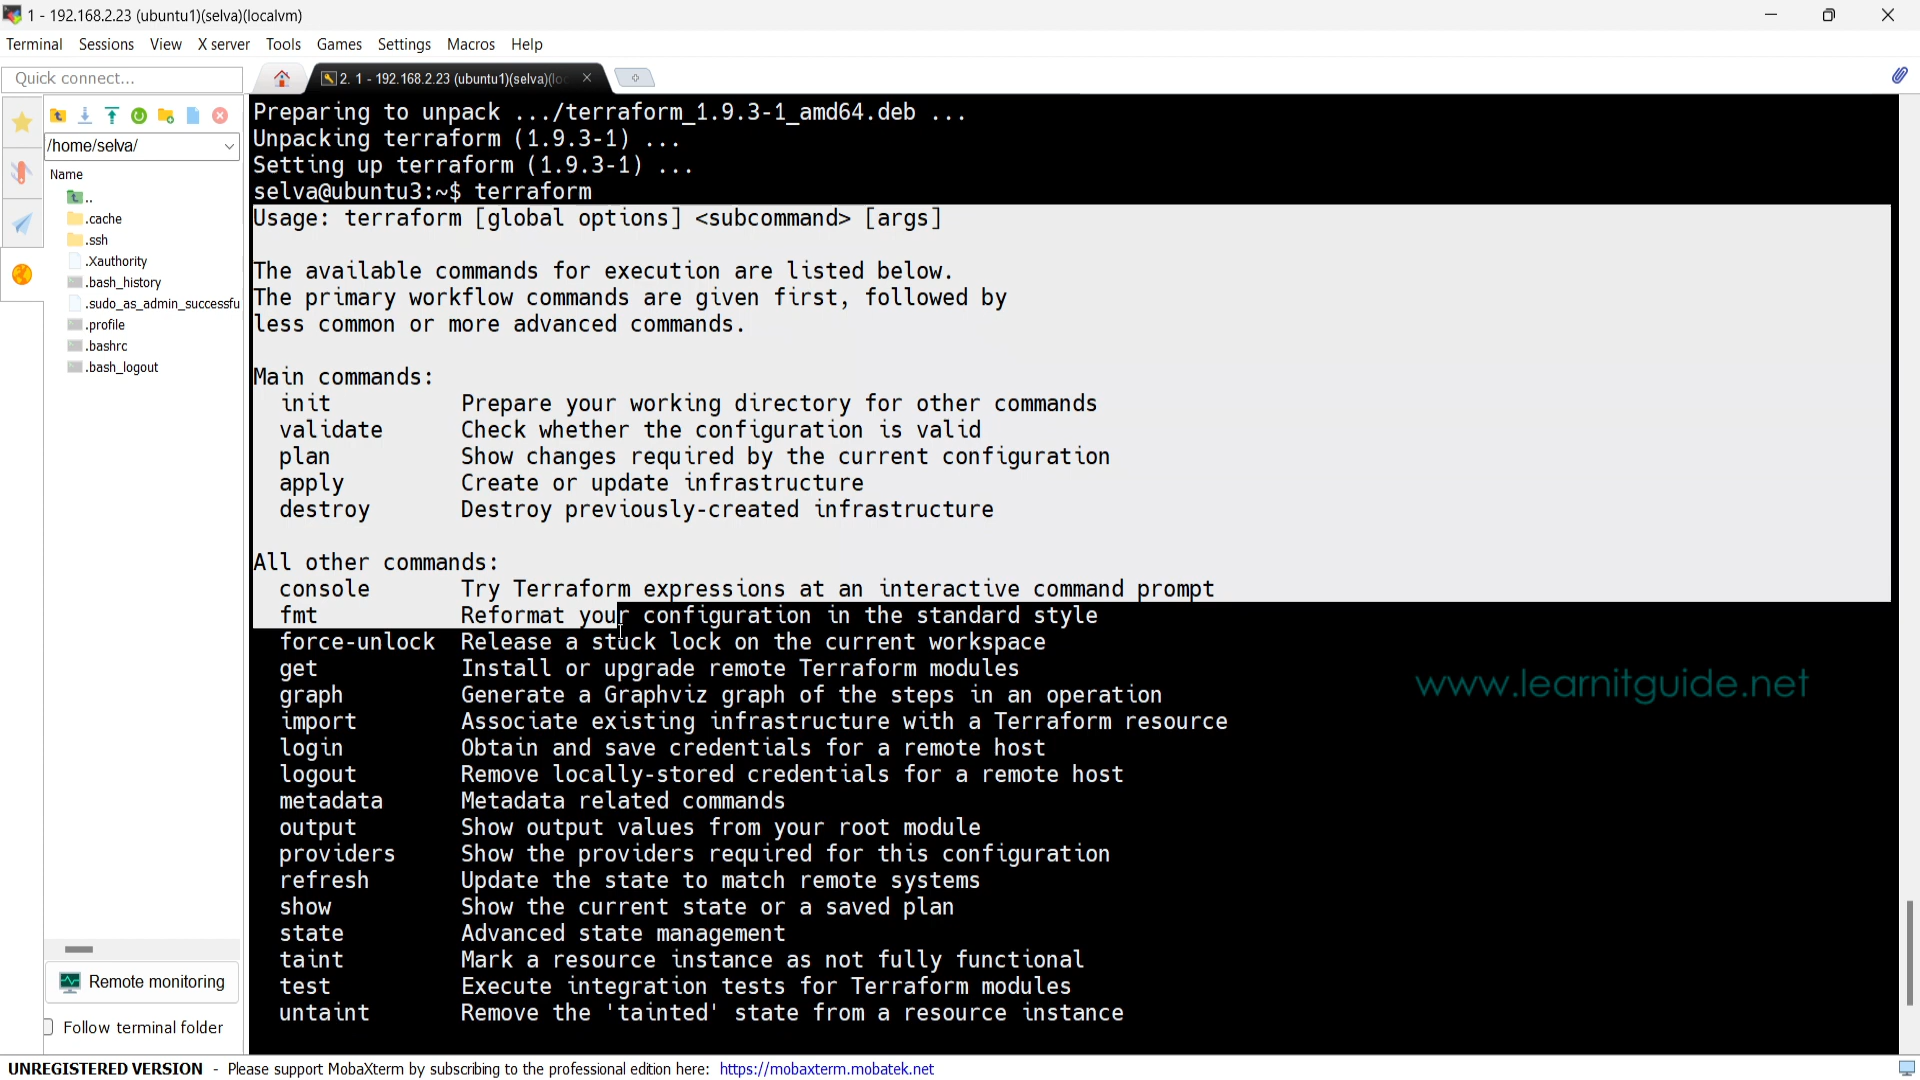 1 - 192.168.2.23 (ubuntu1)(selva)(localvm)
Terminal Sessions View X server Tools Games Settings Macros Help
Quick connect...
2. 1 - 192.168.2.23 (ubuntu1)(selva)(lo
/home/selva/
Name
..
.cache
.ssh
.Xauthority
.bash_history
.sudo_as_admin_successfu
.profile
.bashrc
.bash_logout
Remote monitoring
Follow terminal folder
Preparing to unpack .../terraform_1.9.3-1_amd64.deb ...
Unpacking terraform (1.9.3-1) ...
Setting up terraform (1.9.3-1) ...
selva@ubuntu3:~$ terraform
Usage: terraform [global options] <subcommand> [args]
The available commands for execution are listed below.
The primary workflow commands are given first, followed by
less common or more advanced commands.
Main commands:
init Prepare your working directory for other commands
validate Check whether the configuration is valid
plan Show changes required by the current configuration
apply Create or update infrastructure
destroy Destroy previously-created infrastructure
All other commands:
console Try Terraform expressions at an interactive command prompt
fmt Reformat your configuration in the standard style
force-unlock Release a stuck lock on the current workspace
get Install or upgrade remote Terraform modules
graph Generate a Graphviz graph of the steps in an operation
import Associate existing infrastructure with a Terraform resource
login Obtain and save credentials for a remote host
logout Remove locally-stored credentials for a remote host
metadata Metadata related commands
output Show output values from your root module
providers Show the providers required for this configuration
refresh Update the state to match remote systems
show Show the current state or a saved plan
state Advanced state management
taint Mark a resource instance as not fully functional
test Execute integration tests for Terraform modules
untaint Remove the 'tainted' state from a resource instance
www.learnitguide.net
UNREGISTERED VERSION - Please support MobaXterm by subscribing to the professional edition here: https://mobaxterm.mobatek.net